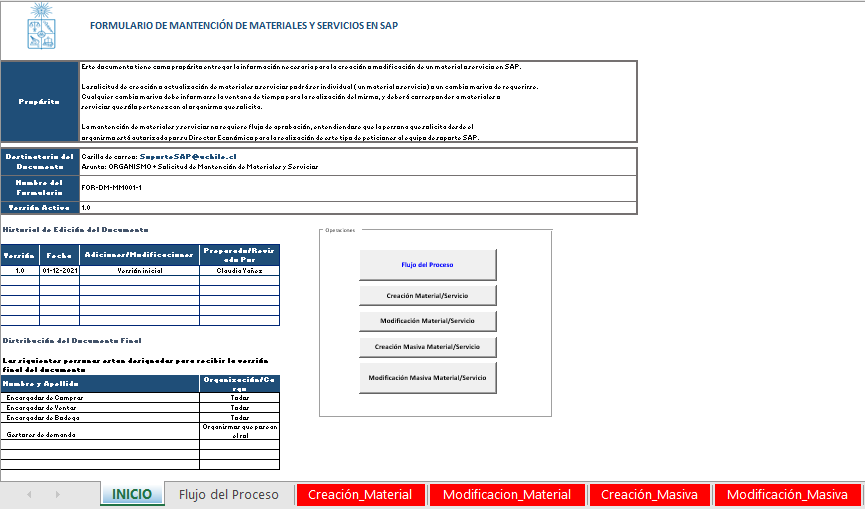 FORMULARIO DE MANTENCIÓN DE MATERIALES Y SERVICIOS EN SAP
Propósito
Este documento tiene como propósito entregar la información necesaria para la creación o modificación de un material o servicio en SAP.
La solicitud de creación o actualización de materiales o servicios podrá ser individual (un material o servicio) o un cambio masivo de requerirse.
Cualquier cambio masivo debe informarse la ventana de tiempo para la realización del mismo, y deberá corresponder a materiales o
servicios que sólo pertenezcan al organismo que solicita.
La mantención de materiales y servicios no requiere flujo de aprobación, entendiendose que la persona que solicita desde el
organismo está autorizada por su Director Económico para la realización de este tipo de peticiones al equipo de soporte SAP.
Destinatario del
Documento
Casilla de correo: SoporteSAP@uchile.cl
Asunto: ORGANISMO + Solicitud de Mantención de Materiales y Servicios
Nombre del
Formulario
FOR-DM-MM001-1
Versión Activa
1.0
Historial de Edición del Documento
Versión Fecha Adiciones/Modificaciones Preparado/Revis
ado Por
1.0 01-12-2021 Versión inicial Claudia Yañez
Distribución del Documento Final
Las siguientes personas estan designadas para recibir la versión
final del documento
Nombre y Apellido Organización/Ca
rgo
Encargados de Compras Todos
Encargados de Ventas Todos
Encargados de Bodega Todos
Gestores de demanda Organismos que posean
el rol
Operaciones
Flujo del Proceso
Creación Material/Servicio
Modificación Material/Servicio
Creación Masiva Material/Servicio
Modificación Masiva Material/Servicio
INICIO Flujo del Proceso Creación_Material Modificacion_Material Creación_Masiva Modificación_Masiva